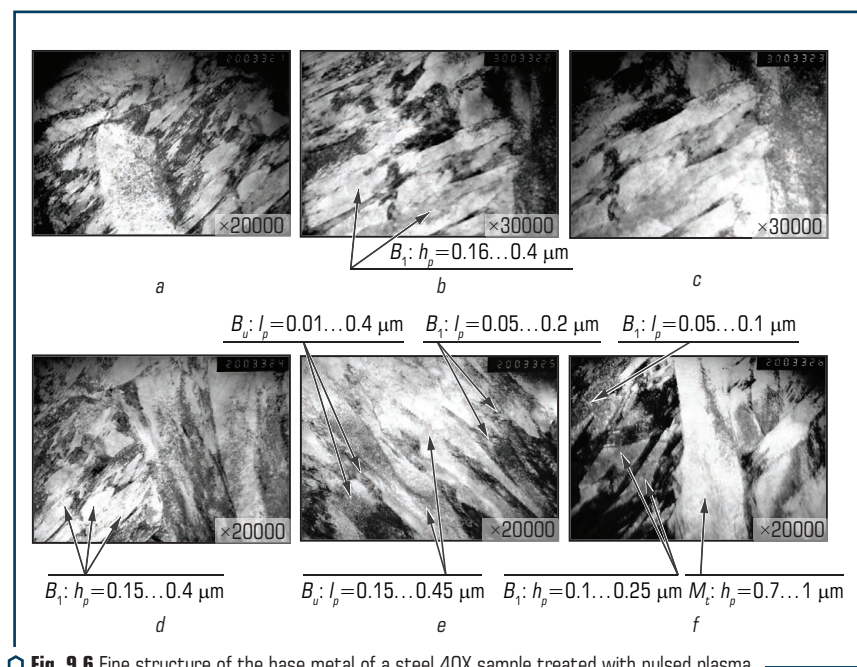 2003321
3003322
3003323
×20000
×30000
×30000
B₁: hₚ=0.16...0.4 μm
a
b
c
Bᵤ: lₚ=0.01...0.4 μm
B₁: lₚ=0.05...0.2 μm
B₁: lₚ=0.05...0.1 μm
2003324
2003325
2003326
×20000
×20000
×20000
B₁: hₚ=0.15...0.4 μm
Bᵤ: lₚ=0.15...0.45 μm
B₁: hₚ=0.1...0.25 μm
Mₜ: hₚ=0.7...1 μm
d
e
f
Fig. 9.6 Fine structure of the base metal of a steel 40X sample treated with pulsed plasma